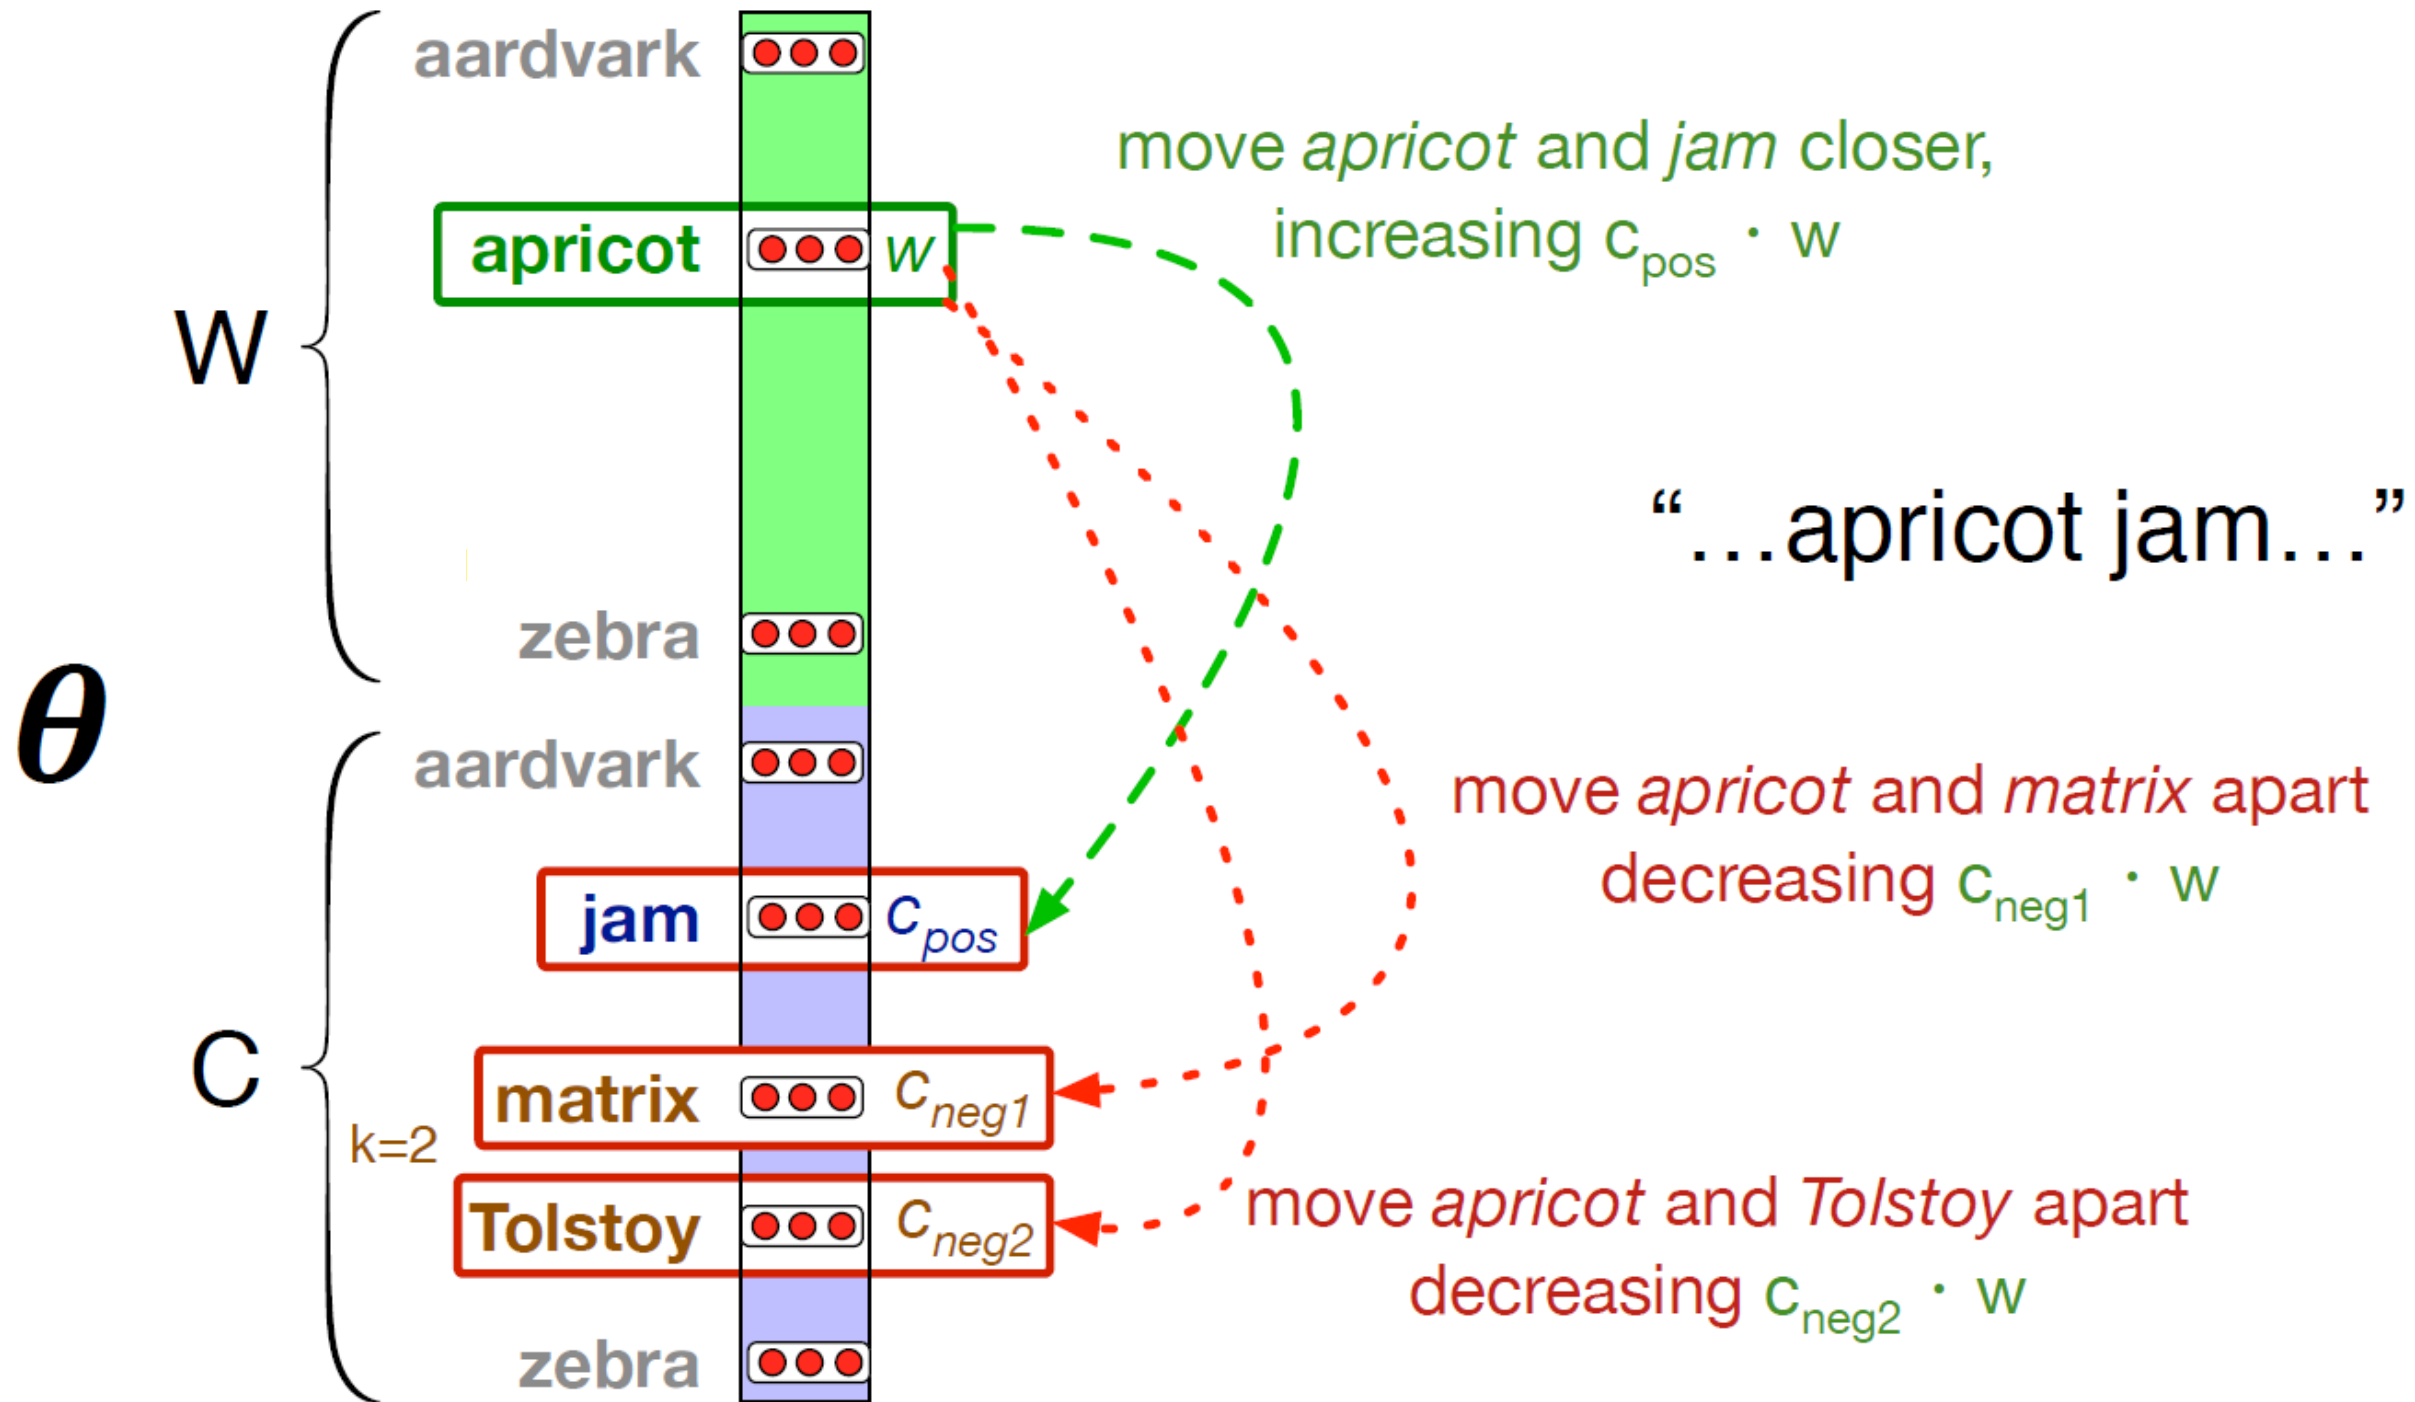 aardvark
move apricot and jam closer,
increasing cpos · w
apricot w
W
“…apricot jam…”
zebra
θ
aardvark
move apricot and matrix apart
decreasing cneg1 · w
jam cpos
C
matrix cneg1
k=2
Tolstoy cneg2
move apricot and Tolstoy apart
decreasing cneg2 · w
zebra